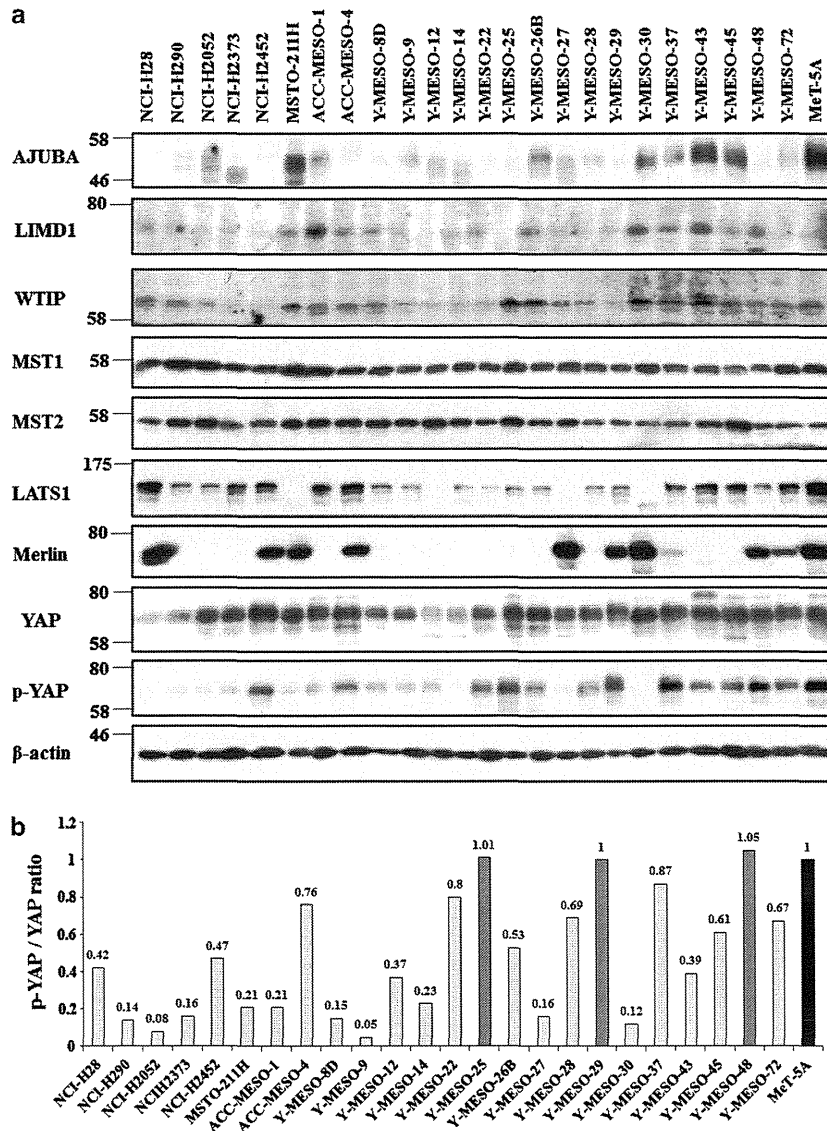 a
NCI-H28
NCI-H290
NCI-H2052
NCI-H2373
NCI-H2452
MSTO-211H
ACC-MESO-1
ACC-MESO-4
Y-MESO-8D
Y-MESO-9
Y-MESO-12
Y-MESO-14
Y-MESO-22
Y-MESO-25
Y-MESO-26B
Y-MESO-27
Y-MESO-28
Y-MESO-29
Y-MESO-30
Y-MESO-37
Y-MESO-43
Y-MESO-45
Y-MESO-48
Y-MESO-72
MeT-5A
58
AJUBA
46
80
LIMD1
WTIP
58
MST1
58
MST2
58
175
LATS1
80
Merlin
80
YAP
58
80
p-YAP
58
46
β-actin
b
p-YAP / YAP ratio
1.2
1
0.8
0.6
0.4
0.2
0
0.42
0.14
0.08
0.16
0.47
0.21
0.21
0.76
0.15
0.05
0.37
0.23
0.8
1.01
0.53
0.16
0.69
1
0.12
0.87
0.39
0.61
1.05
0.67
1
NCI-H28
NCI-H290
NCI-H2052
NCIH2373
NCI-H2452
MSTO-211H
ACC-MESO-1
ACC-MESO-4
Y-MESO-8D
Y-MESO-9
Y-MESO-12
Y-MESO-14
Y-MESO-22
Y-MESO-25
Y-MESO-26B
Y-MESO-27
Y-MESO-28
Y-MESO-29
Y-MESO-30
Y-MESO-37
Y-MESO-43
Y-MESO-45
Y-MESO-48
Y-MESO-72
MeT-5A